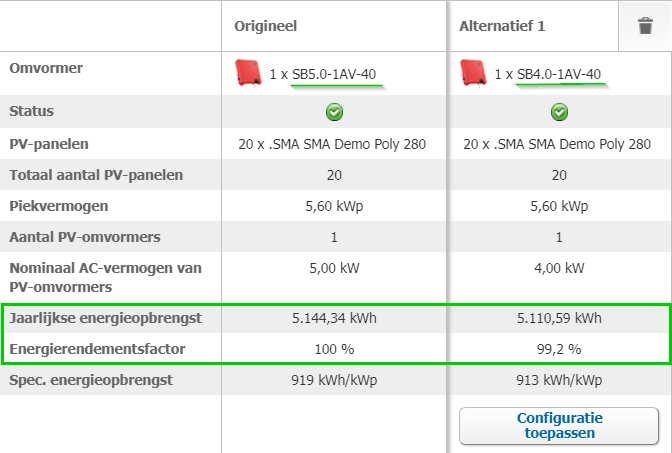 Origineel Alternatief 1
Omvormer 1 x SB5.0-1AV-40 1 x SB4.0-1AV-40
Status
PV-panelen 20 x .SMA SMA Demo Poly 280 20 x .SMA SMA Demo Poly 280
Totaal aantal PV-panelen 20 20
Piekvermogen 5,60 kWp 5,60 kWp
Aantal PV-omvormers 1 1
Nominaal AC-vermogen van 5,00 kW 4,00 kW
PV-omvormers
Jaarlijkse energieopbrengst 5.144,34 kWh 5.110,59 kWh
Energierendementsfactor 100 % 99,2 %
Spec. energieopbrengst 919 kWh/kWp 913 kWh/kWp
Configuratie
toepassen